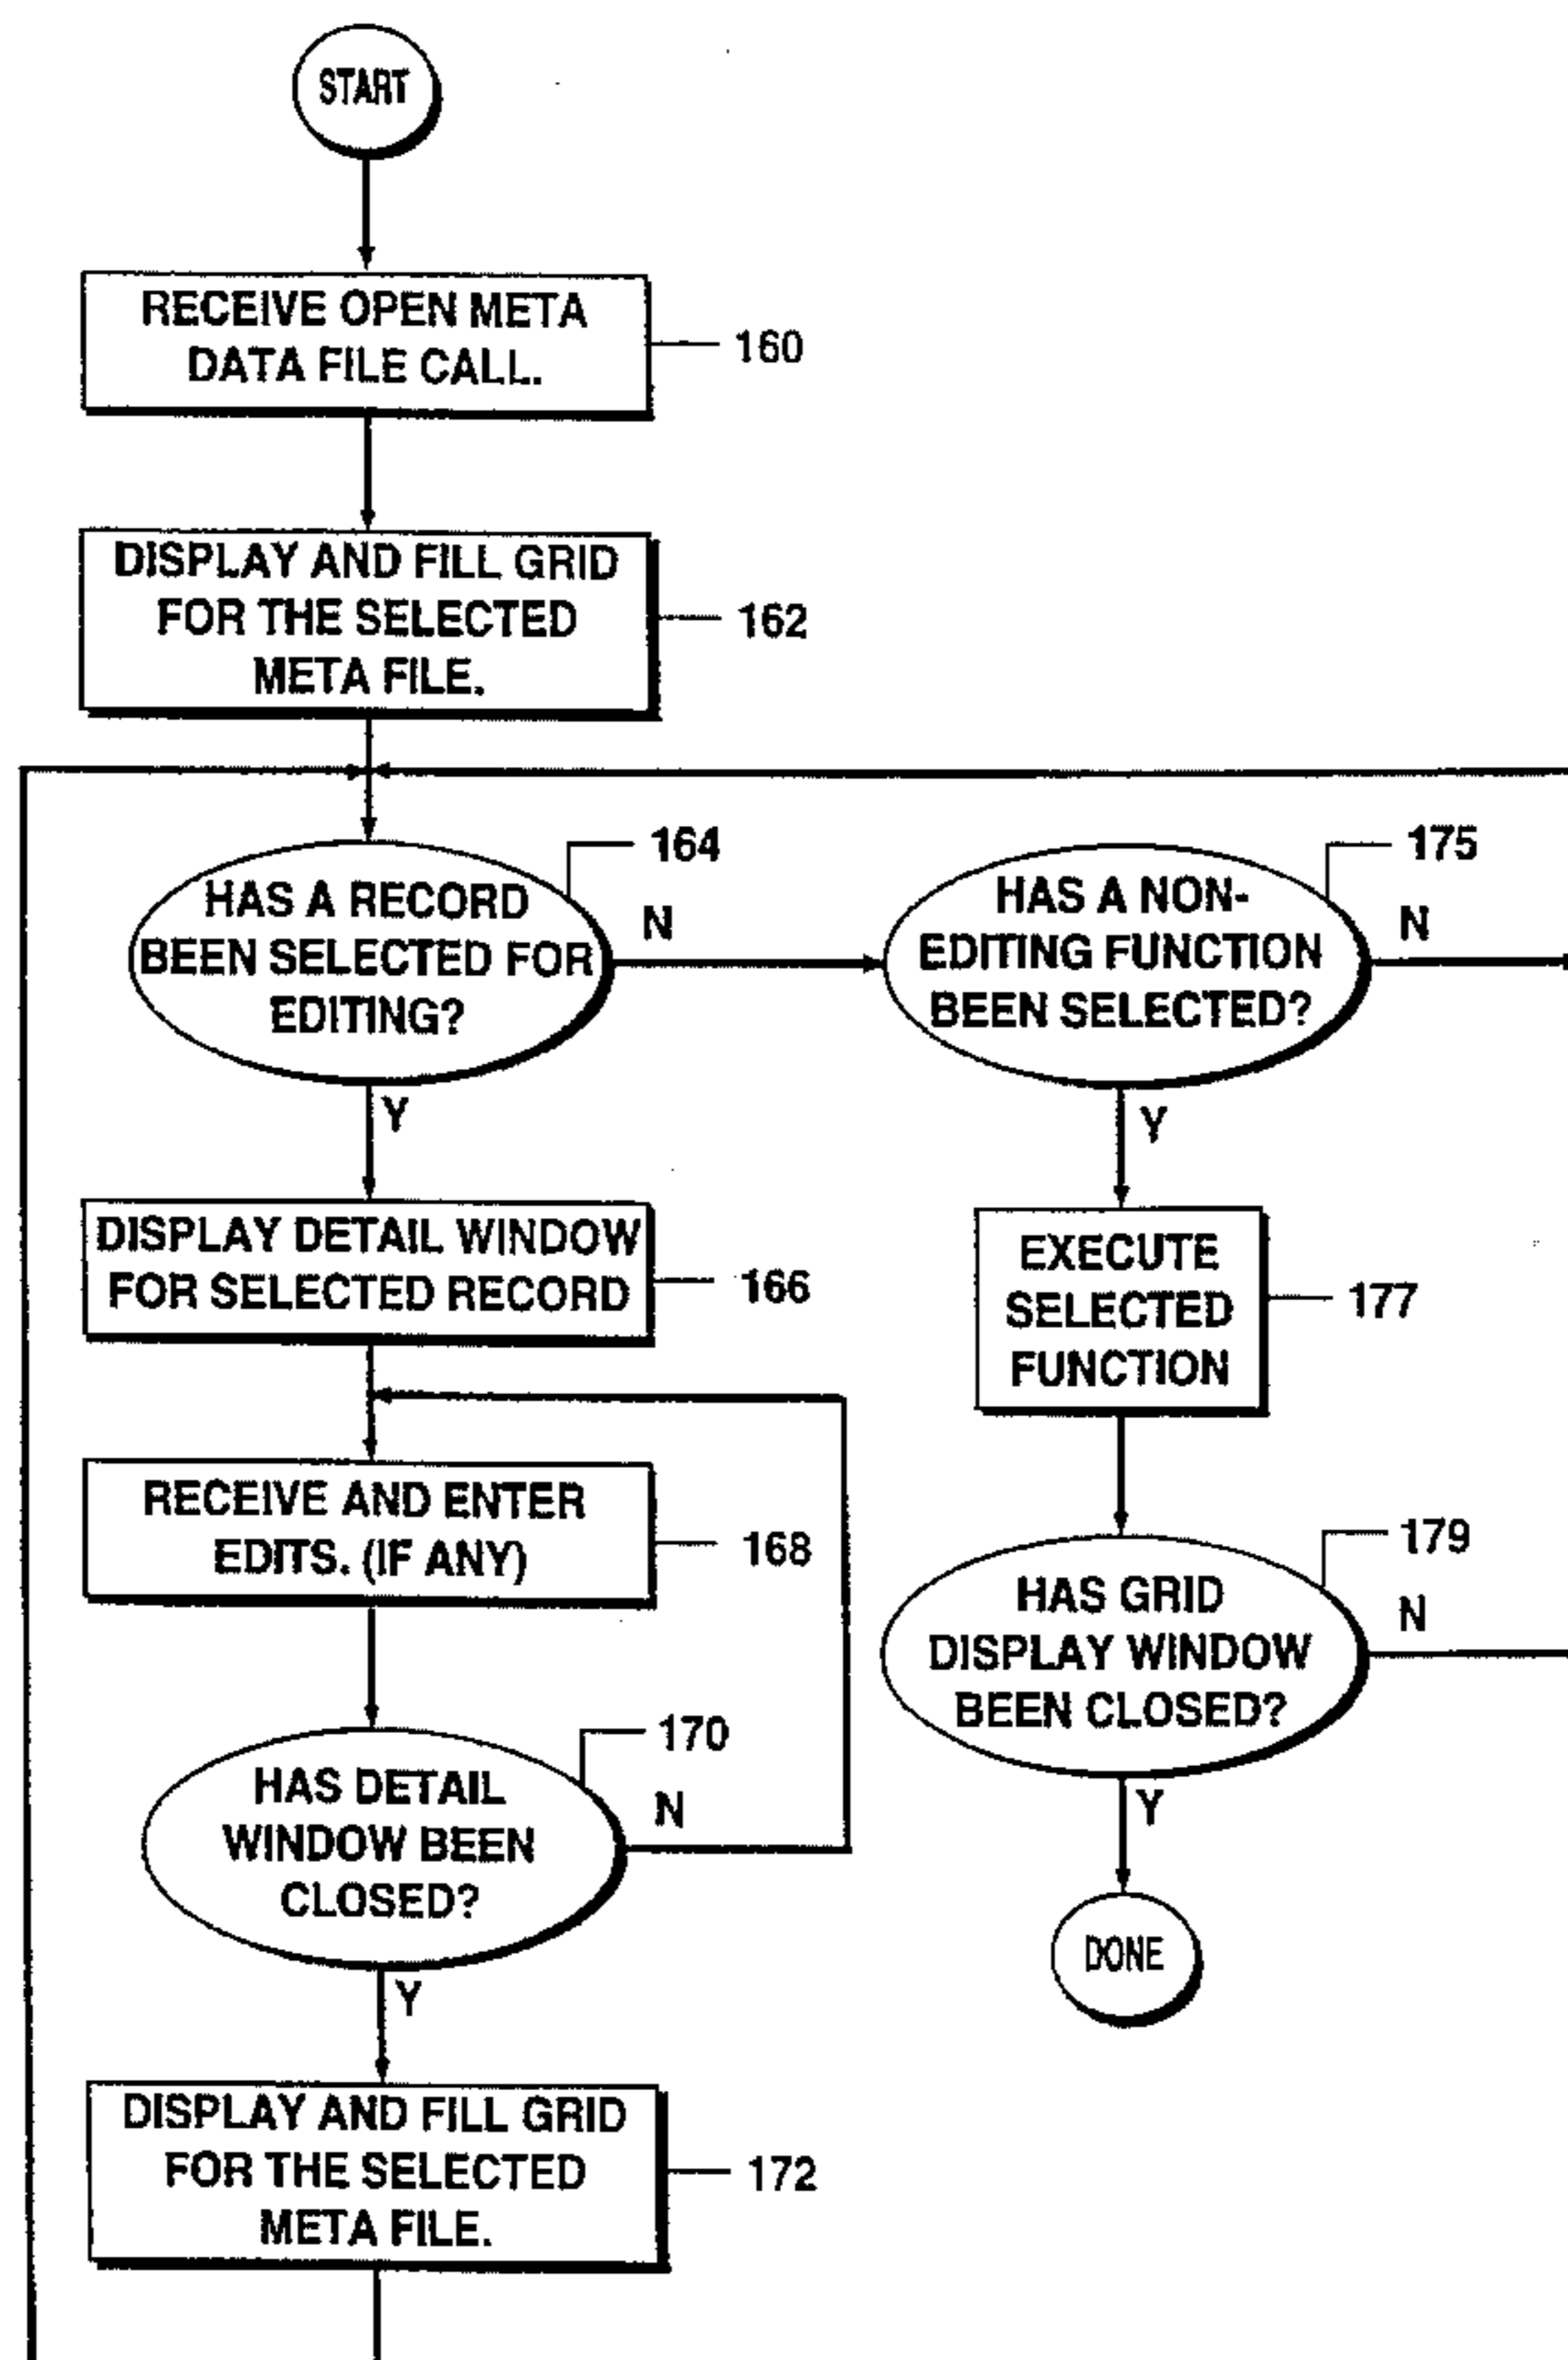 START
RECEIVE OPEN META
DATA FILE CALL.
160
DISPLAY AND FILL GRID
FOR THE SELECTED
META FILE.
162
164
HAS A RECORD
BEEN SELECTED FOR
EDITING?
N
Y
175
HAS A NON-
EDITING FUNCTION
BEEN SELECTED?
N
Y
DISPLAY DETAIL WINDOW
FOR SELECTED RECORD
166
EXECUTE
SELECTED
FUNCTION
177
RECEIVE AND ENTER
EDITS. (IF ANY)
168
179
HAS GRID
DISPLAY WINDOW
BEEN CLOSED?
N
Y
170
HAS DETAIL
WINDOW BEEN
CLOSED?
N
Y
DONE
DISPLAY AND FILL GRID
FOR THE SELECTED
META FILE.
172